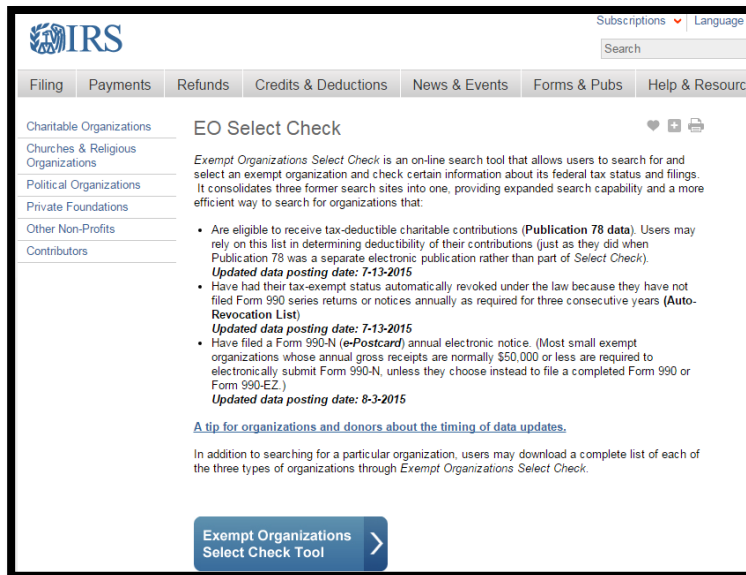 Subscriptions Language
IRS
Search
Filing Payments Refunds Credits & Deductions News & Events Forms & Pubs Help & Resourc
Charitable Organizations
Churches & Religious
Organizations
Political Organizations
Private Foundations
Other Non-Profits
Contributors
EO Select Check
Exempt Organizations Select Check is an on-line search tool that allows users to search for and
select an exempt organization and check certain information about its federal tax status and filings.
It consolidates three former search sites into one, providing expanded search capability and a more
efficient way to search for organizations that:
• Are eligible to receive tax-deductible charitable contributions (Publication 78 data). Users may
rely on this list in determining deductibility of their contributions (just as they did when
Publication 78 was a separate electronic publication rather than part of Select Check).
Updated data posting date: 7-13-2015
• Have had their tax-exempt status automatically revoked under the law because they have not
filed Form 990 series returns or notices annually as required for three consecutive years (Auto-
Revocation List)
Updated data posting date: 7-13-2015
• Have filed a Form 990-N (e-Postcard) annual electronic notice. (Most small exempt
organizations whose annual gross receipts are normally $50,000 or less are required to
electronically submit Form 990-N, unless they choose instead to file a completed Form 990 or
Form 990-EZ.)
Updated data posting date: 8-3-2015
A tip for organizations and donors about the timing of data updates.
In addition to searching for a particular organization, users may download a complete list of each of
the three types of organizations through Exempt Organizations Select Check.
Exempt Organizations
Select Check Tool